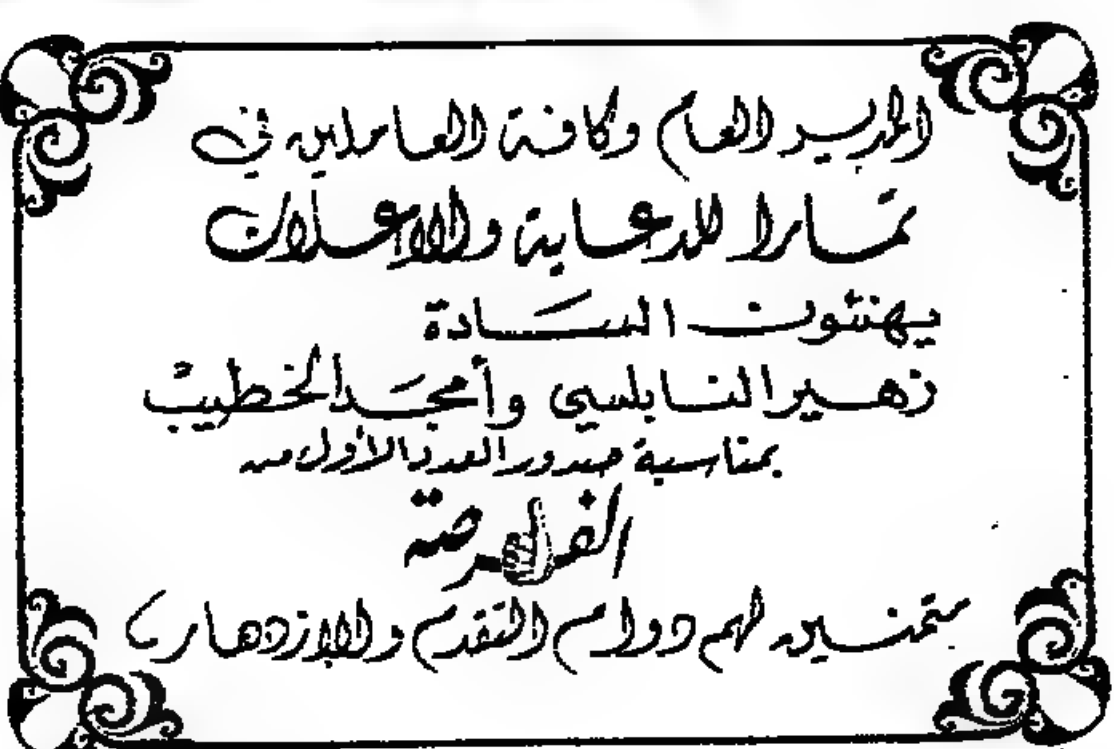 المدير العام وكافة العاملين في
تمارا للدعاية والاعلان
يهنئون السادة
زهير النابلسي وأمجد الخطيب
بمناسبة صدور العدد الأول من
الفرصة
متمنين لهم دوام التقدم والازدهار